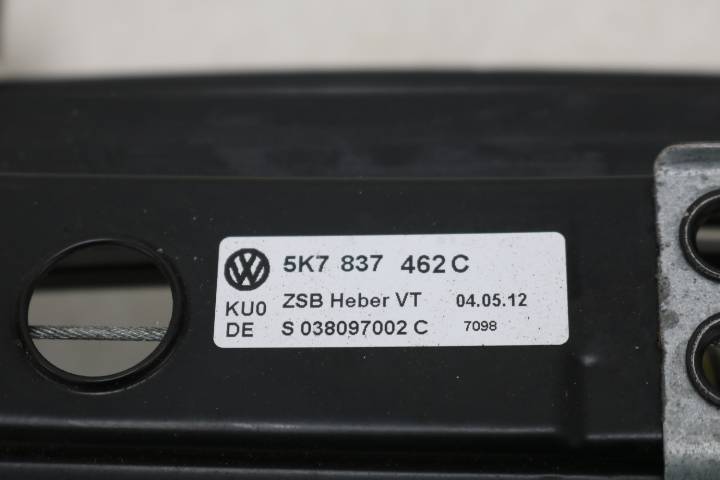 5K7 837 462 C
KU0 ZSB Heber VT 04.05.12
DE S 038097002 C 7098